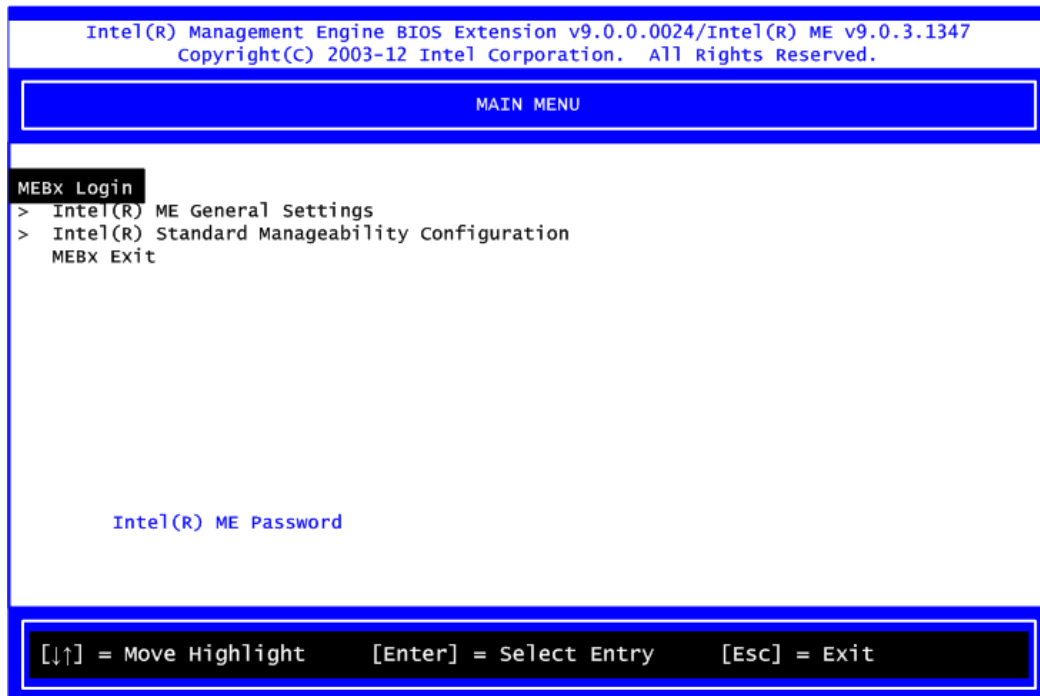 Intel(R) Management Engine BIOS Extension v9.0.0.0024/Intel(R) ME v9.0.3.1347
Copyright(C) 2003-12 Intel Corporation.  All Rights Reserved.
MAIN MENU
MEBx Login
>  Intel(R) ME General Settings
>  Intel(R) Standard Manageability Configuration
MEBx Exit
Intel(R) ME Password
[↓↑] = Move Highlight      [Enter] = Select Entry      [Esc] = Exit